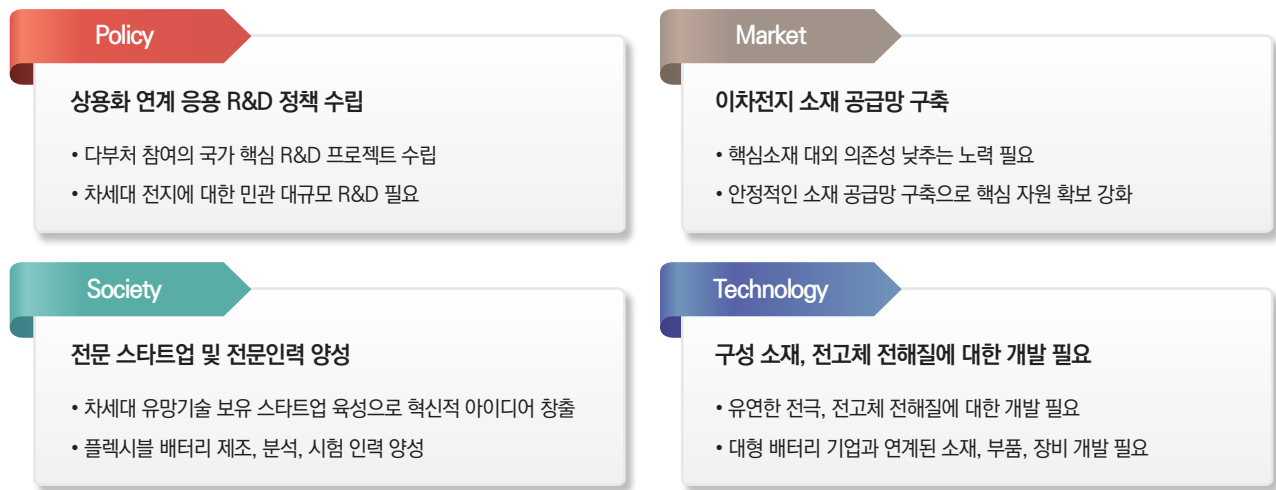 Policy
상용화 연계 응용 R&D 정책 수립
• 다부처 참여의 국가 핵심 R&D 프로젝트 수립
• 차세대 전지에 대한 민관 대규모 R&D 필요
Market
이차전지 소재 공급망 구축
• 핵심소재 대외 의존성 낮추는 노력 필요
• 안정적인 소재 공급망 구축으로 핵심 자원 확보 강화
Society
전문 스타트업 및 전문인력 양성
• 차세대 유망기술 보유 스타트업 육성으로 혁신적 아이디어 창출
• 플렉시블 배터리 제조, 분석, 시험 인력 양성
Technology
구성 소재, 전고체 전해질에 대한 개발 필요
• 유연한 전극, 전고체 전해질에 대한 개발 필요
• 대형 배터리 기업과 연계된 소재, 부품, 장비 개발 필요